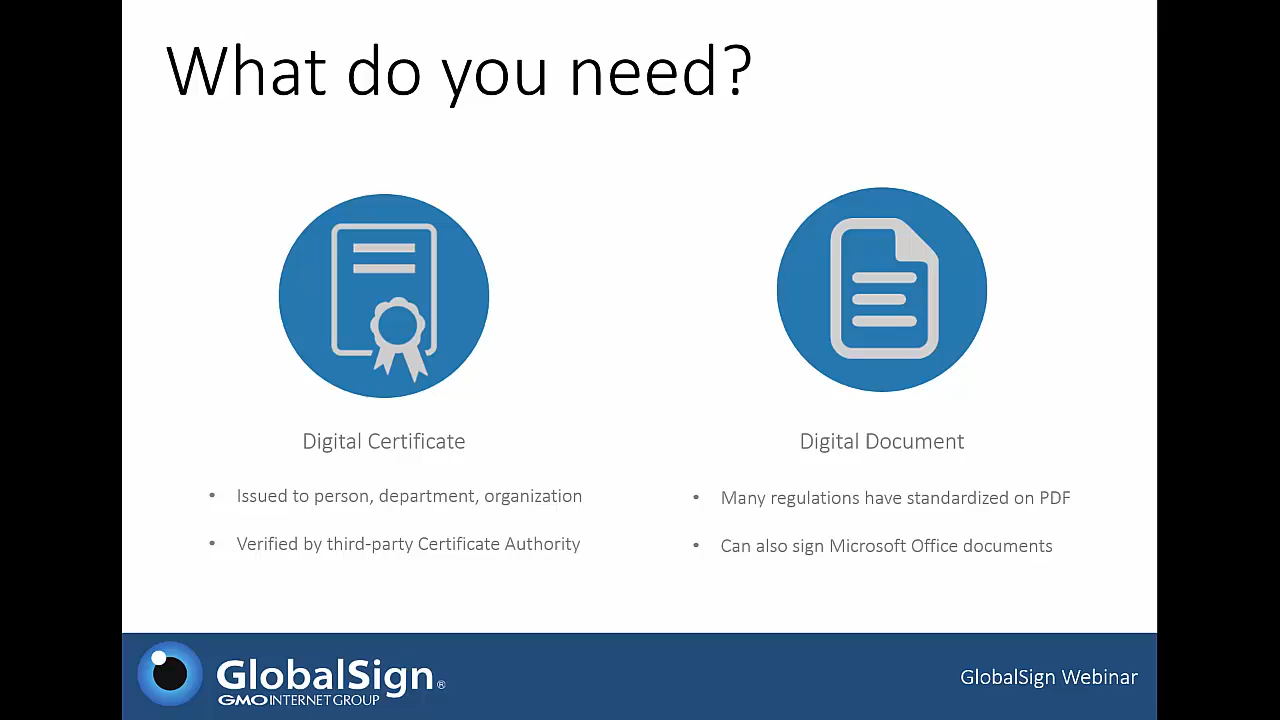 What do you need?
Digital Certificate
• Issued to person, department, organization
• Verified by third-party Certificate Authority
Digital Document
• Many regulations have standardized on PDF
• Can also sign Microsoft Office documents
GlobalSign®
GMO INTERNET GROUP
GlobalSign Webinar